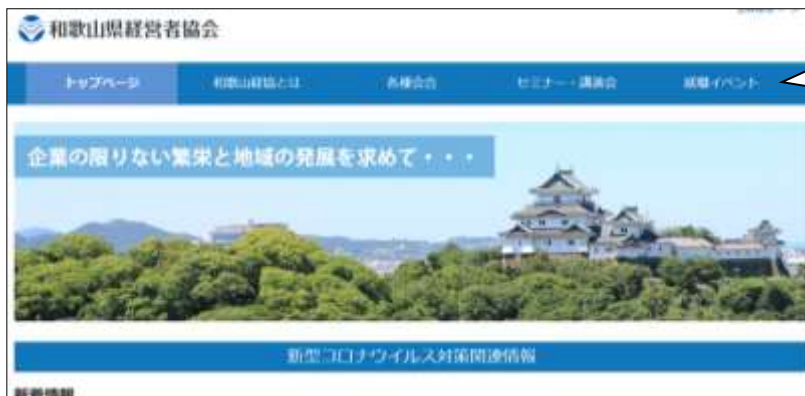 和歌山県経営者協会
トップページ 和歌山経協とは 各種会合 セミナー・講演会 就職イベント
企業の限りない繁栄と地域の発展を求めて・・・
新型コロナウイルス対策関連情報
新着情報